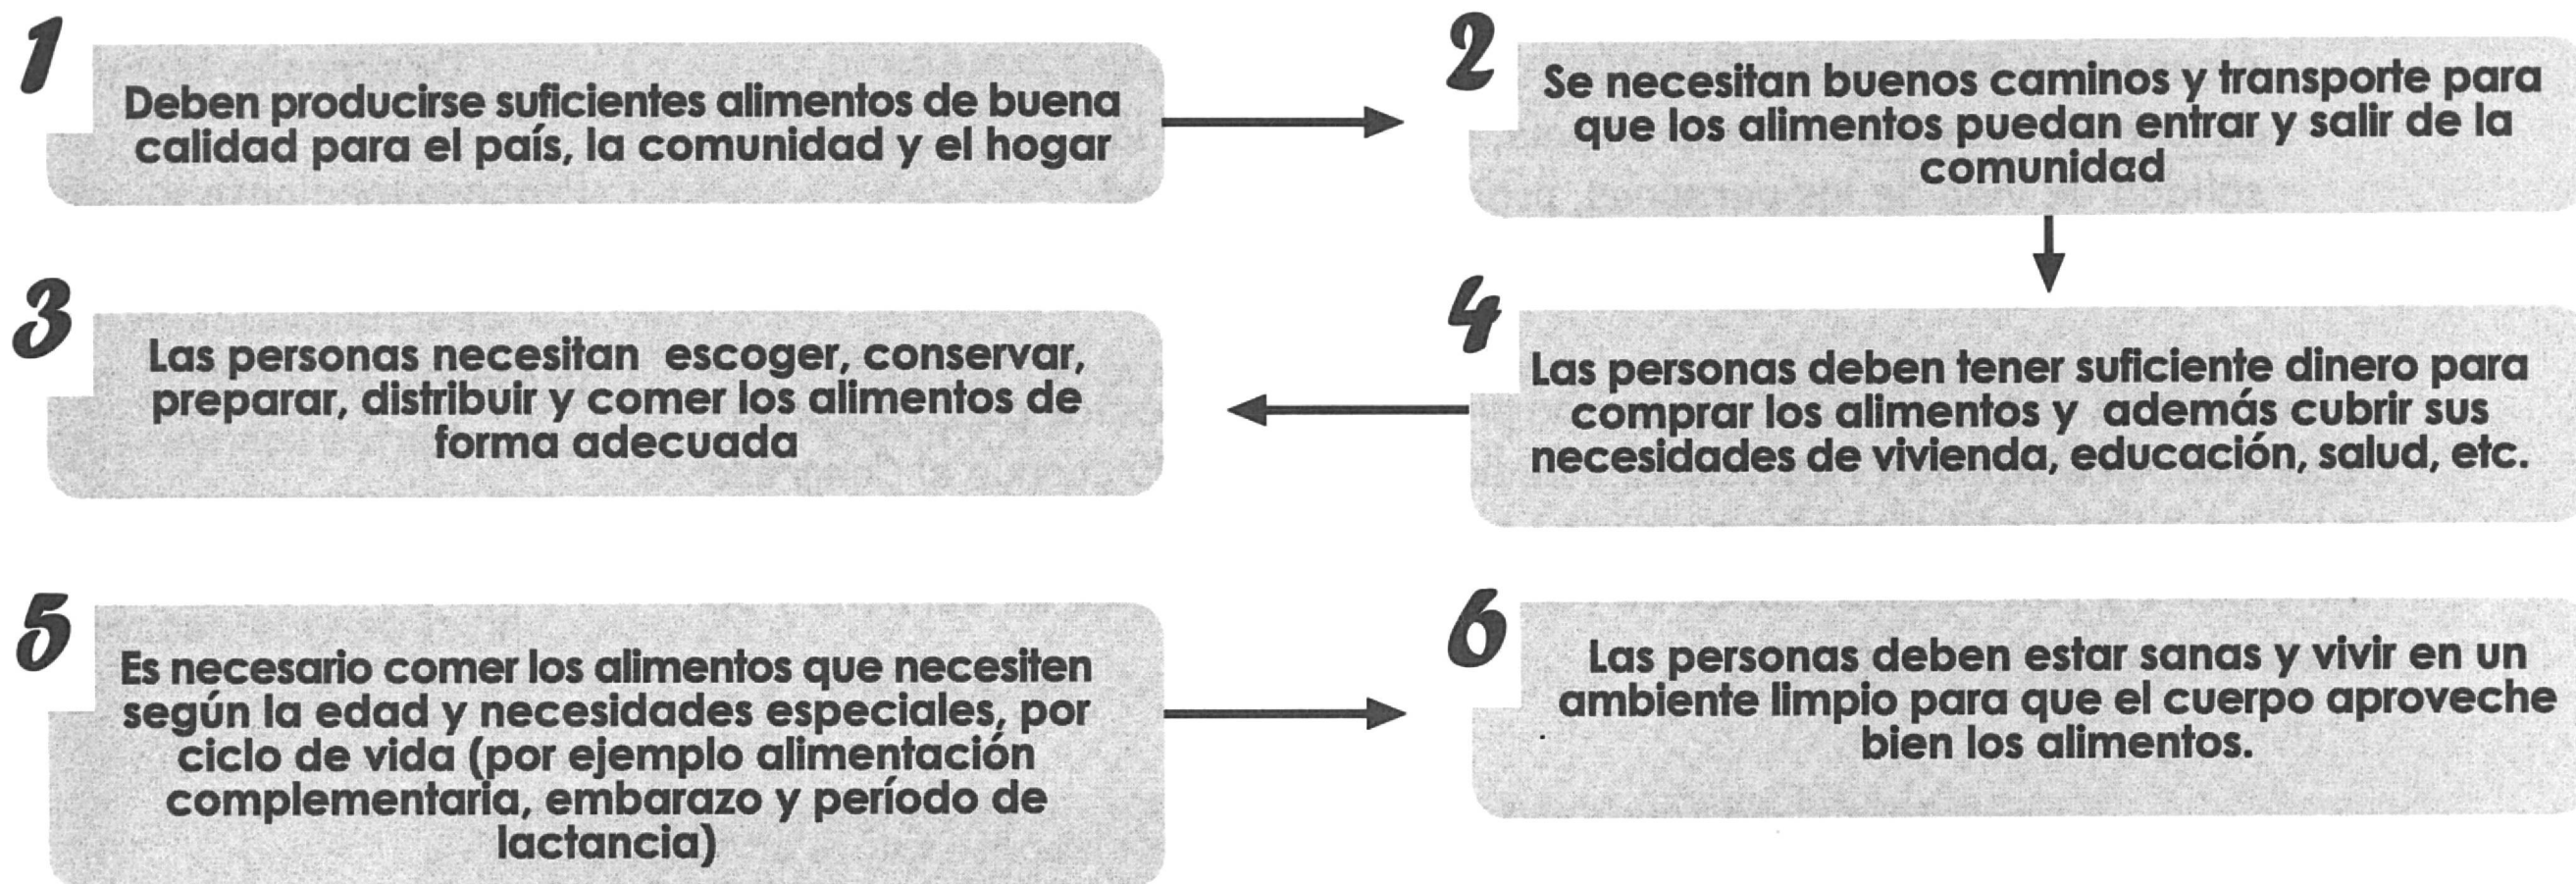 1
Deben producirse suficientes alimentos de buena
calidad para el país, la comunidad y el hogar
2
Se necesitan buenos caminos y transporte para
que los alimentos puedan entrar y salir de la
comunidad
3
Las personas necesitan escoger, conservar,
preparar, distribuir y comer los alimentos de
forma adecuada
4
Las personas deben tener suficiente dinero para
comprar los alimentos y además cubrir sus
necesidades de vivienda, educación, salud, etc.
5
Es necesario comer los alimentos que necesiten
según la edad y necesidades especiales, por
ciclo de vida (por ejemplo alimentación
complementaria, embarazo y período de
lactancia)
6
Las personas deben estar sanas y vivir en un
ambiente limpio para que el cuerpo aproveche
bien los alimentos.